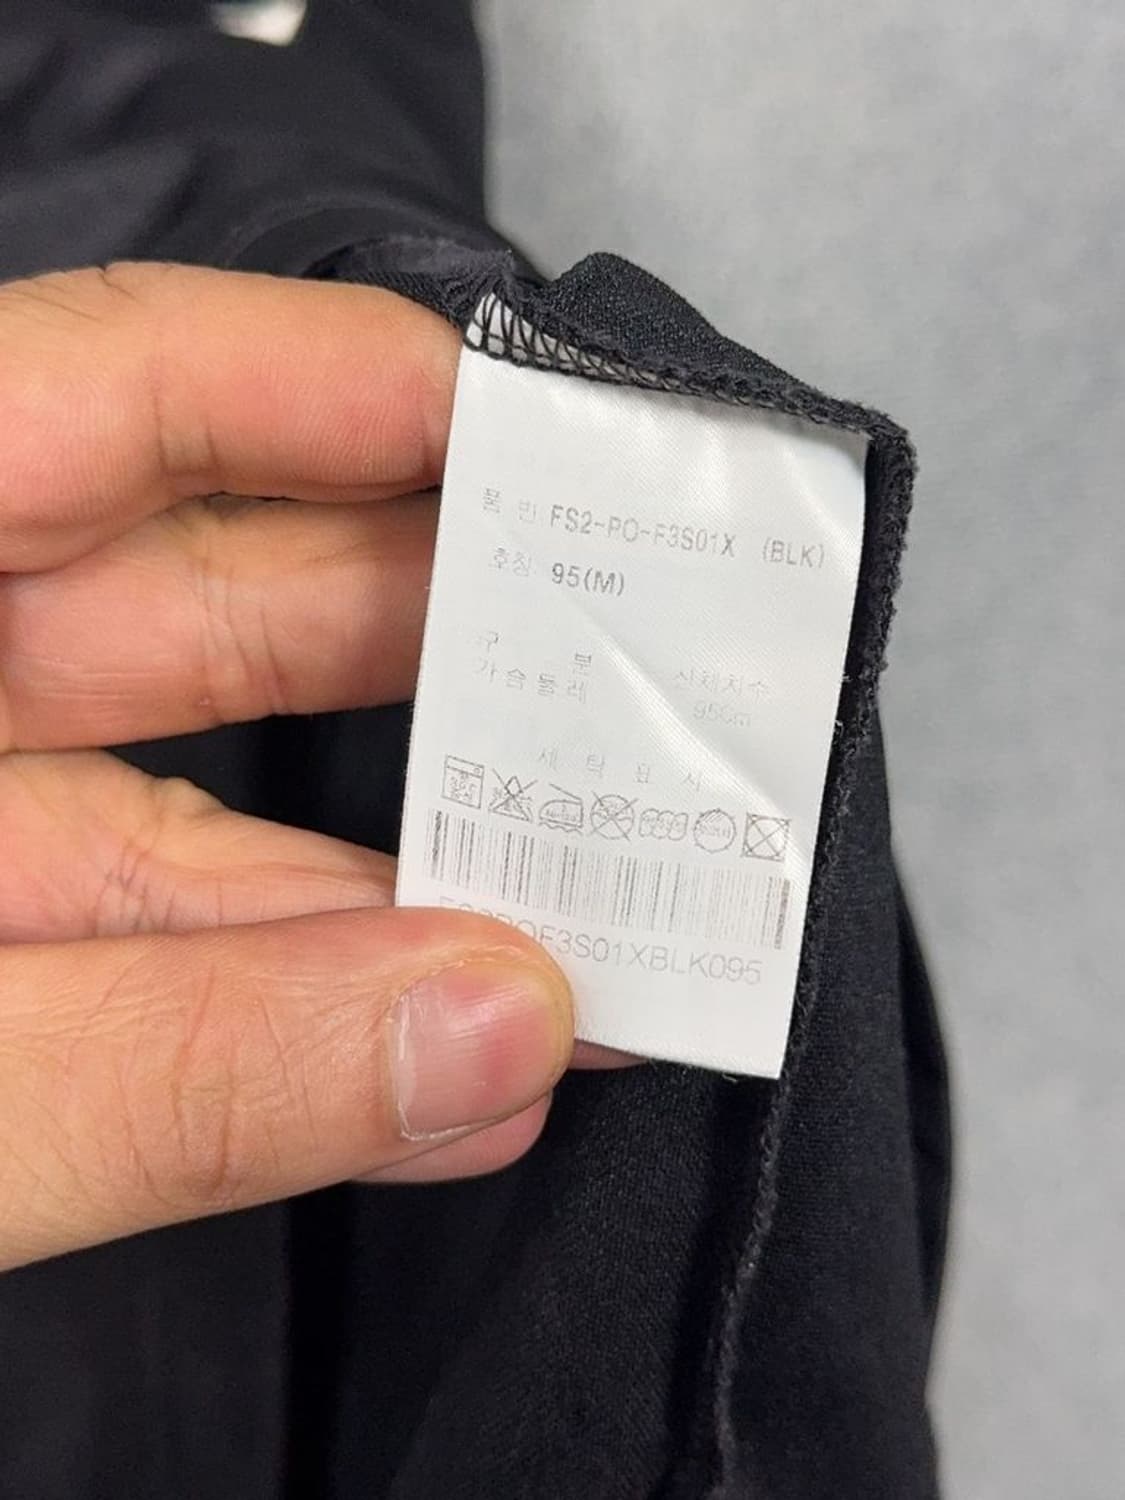 품 번 FS2-PO-F3S01X (BLK)
호칭 95(M)
구 분 신체치수
가슴둘레 95Cm
세 탁 표 시
F3S01XBLK095